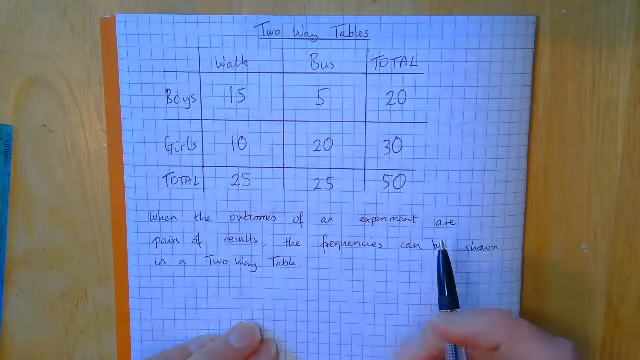 Two Way Tables
Walk Bus TOTAL
Boys 15 5 20
Girls 10 20 30
TOTAL 25 25 50
When the outcomes of an experiment are
pairs of results, the frequencies can be shown
in a Two Way Table.